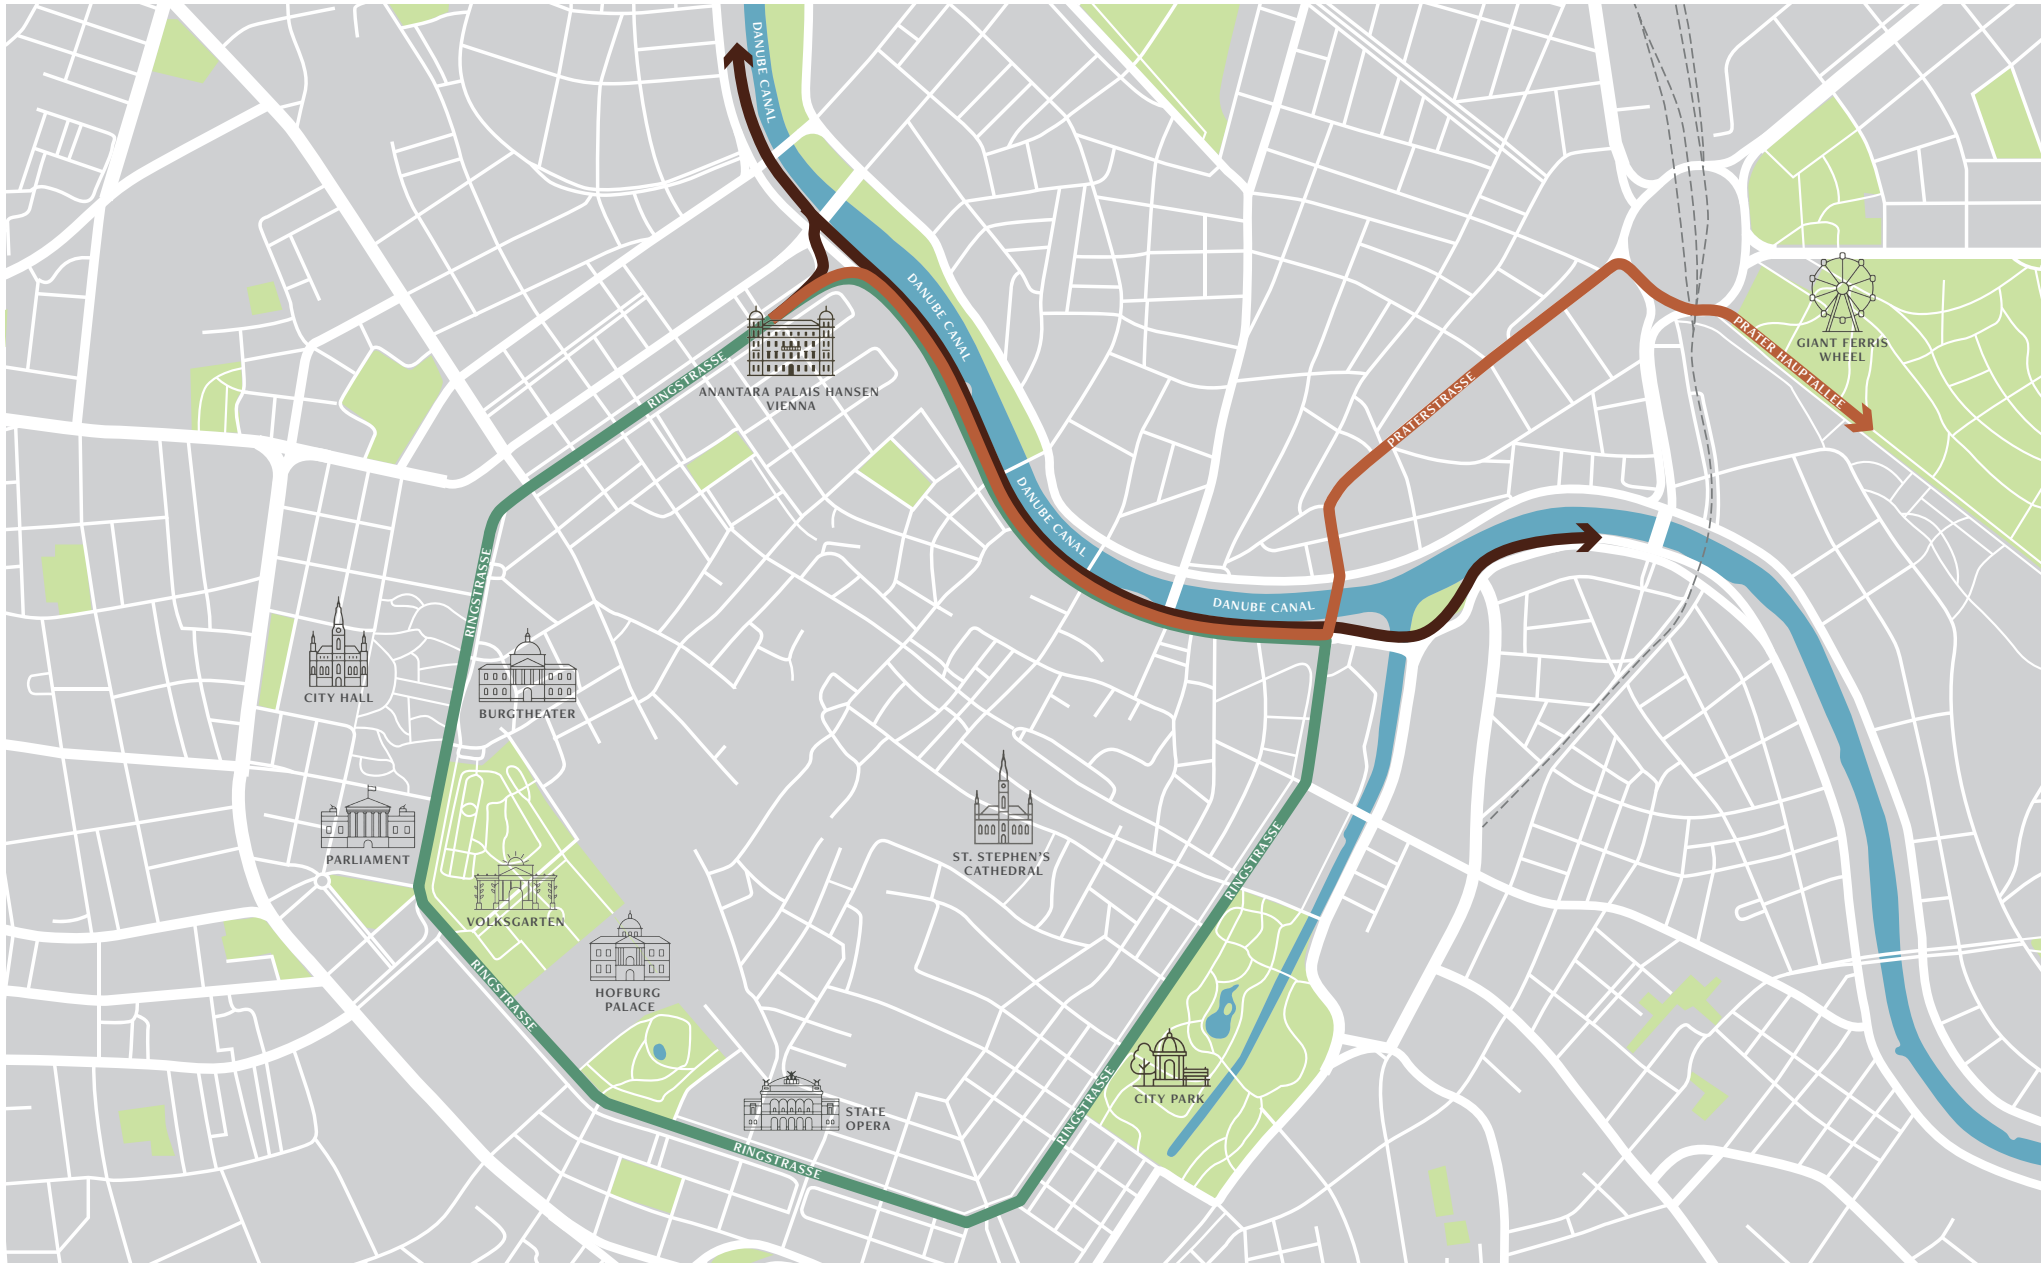 DANUBE CANAL
DANUBE CANAL
GIANT FERRIS
WHEEL
PRATER HAUPTALLEE
RINGSTRASSE
ANANTARA PALAIS HANSEN
VIENNA
PRATERSTRASSE
DANUBE CANAL
RINGSTRASSE
DANUBE CANAL
CITY HALL
BURGTHEATER
PARLIAMENT
ST. STEPHEN'S
CATHEDRAL
RINGSTRASSE
VOLKSGARTEN
RINGSTRASSE
HOFBURG
PALACE
STATE
OPERA
RINGSTRASSE
CITY PARK
RINGSTRASSE